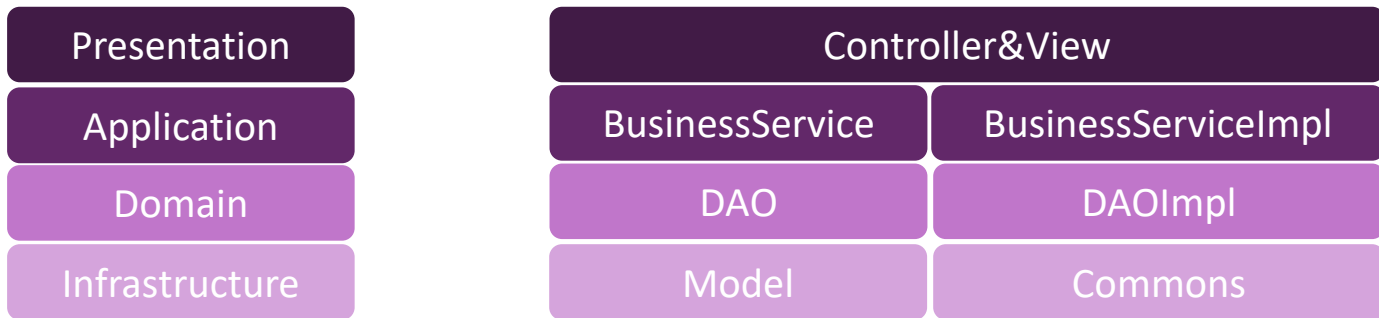 Presentation
Controller&View
Application
BusinessService
BusinessServiceImpl
Domain
DAO
DAOImpl
Infrastructure
Model
Commons